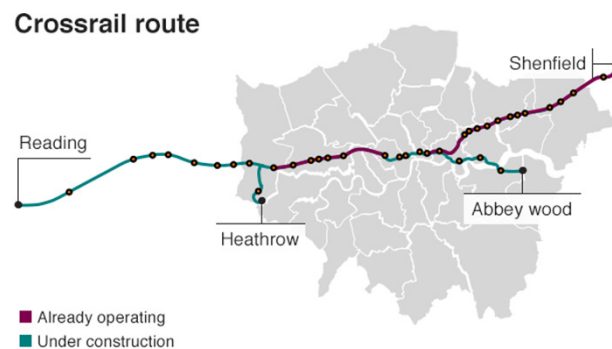 Crossrail route
Shenfield
Reading
Abbey wood
Heathrow
Already operating
Under construction